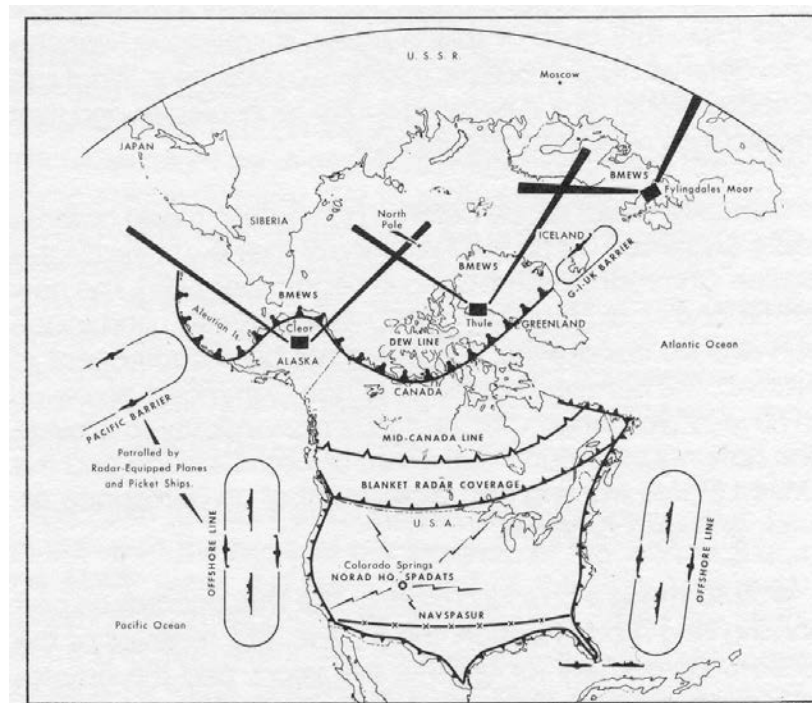 U. S. S. R.
Moscow
JAPAN
BMEWS
Fylingdales Moor
SIBERIA
North
Pole
ICELAND
G-I-UK BARRIER
BMEWS
BMEWS
Aleutian Is.
Clear
Thule
GREENLAND
ALASKA
DEW LINE
Atlantic Ocean
CANADA
PACIFIC BARRIER
Patrolled by
Radar-Equipped Planes
and Picket Ships.
MID-CANADA LINE
BLANKET RADAR COVERAGE
U.S.A.
OFFSHORE LINE
OFFSHORE LINE
Colorado Springs
NORAD HQ. SPADATS
NAVSPASUR
Pacific Ocean